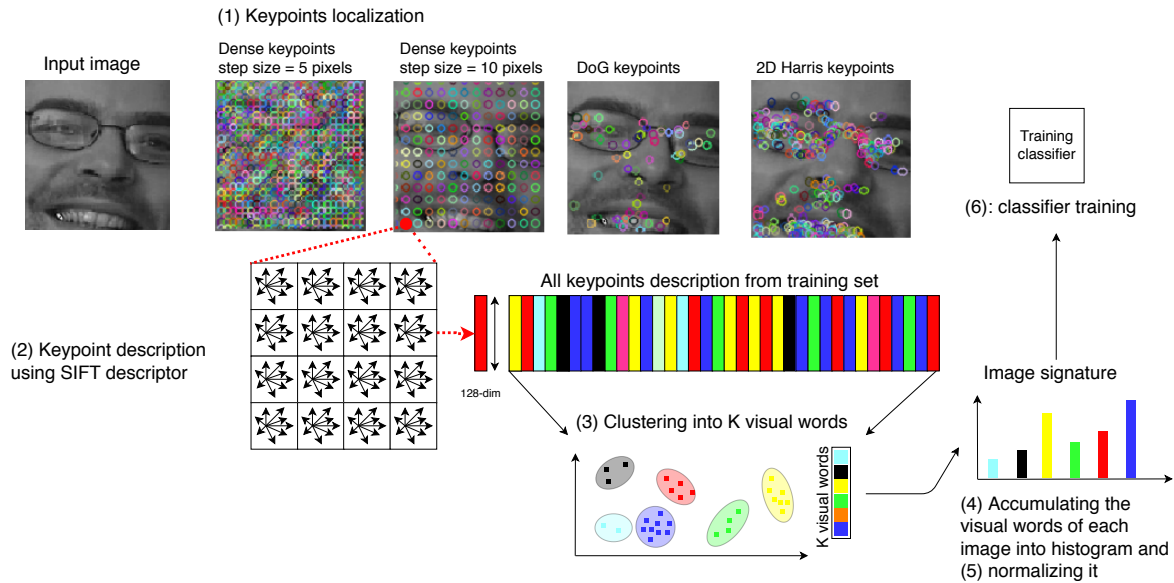 (1) Keypoints localization
Input image
Dense keypoints
step size = 5 pixels
Dense keypoints
step size = 10 pixels
DoG keypoints
2D Harris keypoints
Training
classifier
(6): classifier training
All keypoints description from training set
(2) Keypoint description
using SIFT descriptor
128-dim
(3) Clustering into K visual words
K visual words
Image signature
(4) Accumulating the
visual words of each
image into histogram and
(5) normalizing it